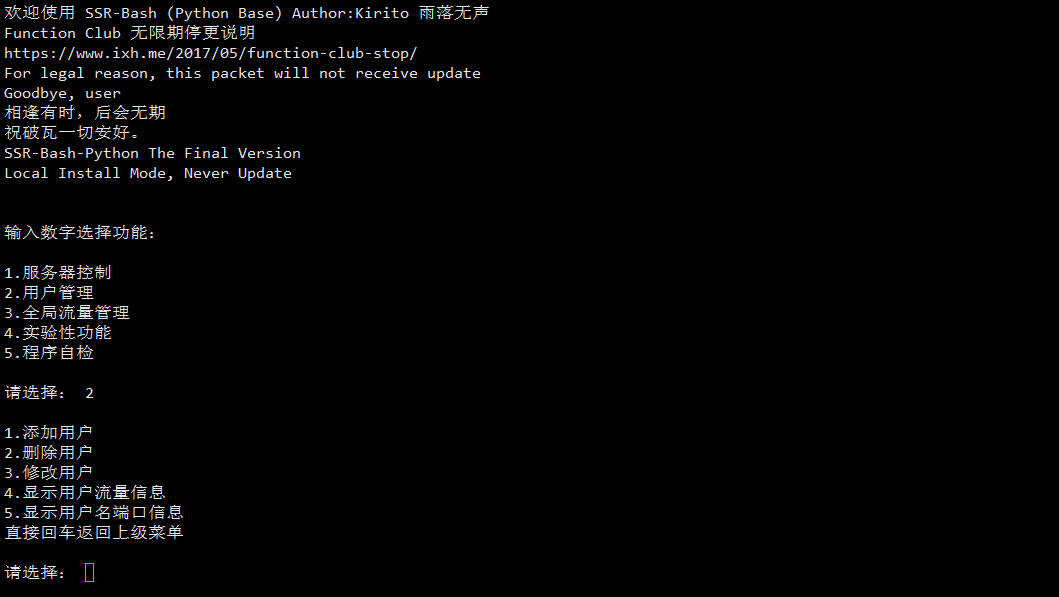 欢迎使用 SSR-Bash (Python Base) Author:Kirito 雨落无声
Function Club 无限期停更说明
https://www.ixh.me/2017/05/function-club-stop/
For legal reason, this packet will not receive update
Goodbye, user
相逢有时，后会无期
祝破瓦一切安好。
SSR-Bash-Python The Final Version
Local Install Mode, Never Update
输入数字选择功能：
1.服务器控制
2.用户管理
3.全局流量管理
4.实验性功能
5.程序自检
请选择： 2
1.添加用户
2.删除用户
3.修改用户
4.显示用户流量信息
5.显示用户名端口信息
直接回车返回上级菜单
请选择：